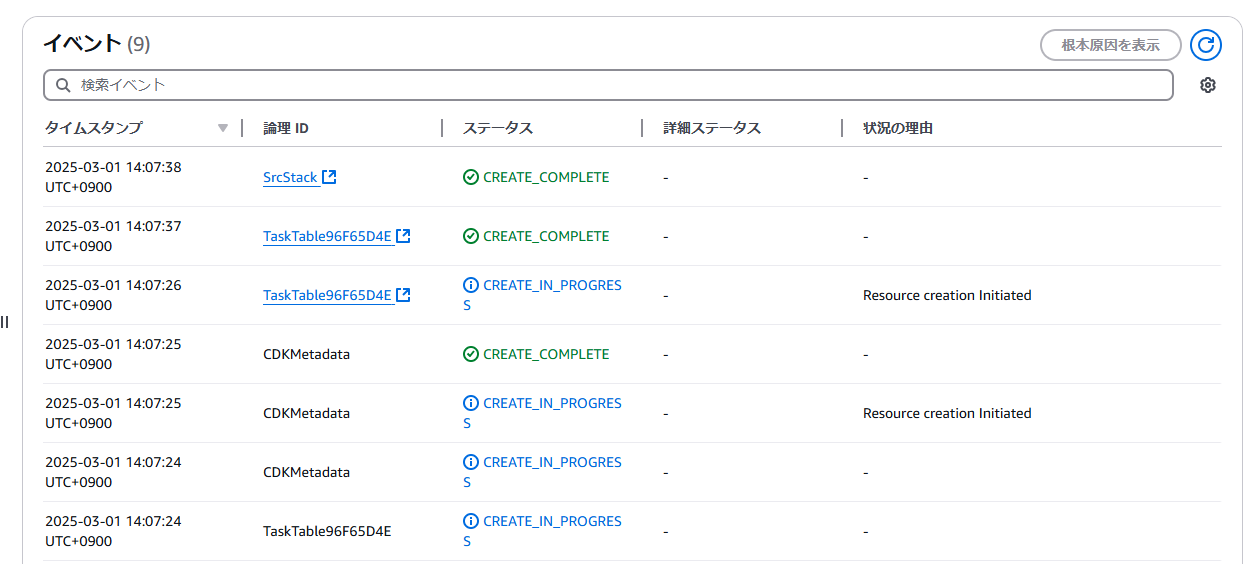 イベント (9)
根本原因を表示
検索イベント
タイムスタンプ 論理 ID ステータス 詳細ステータス 状況の理由
2025-03-01 14:07:38
UTC+0900
SrcStack
CREATE_COMPLETE
-
-
2025-03-01 14:07:37
UTC+0900
TaskTable96F65D4E
CREATE_COMPLETE
-
-
2025-03-01 14:07:26
UTC+0900
TaskTable96F65D4E
CREATE_IN_PROGRES
S
-
Resource creation Initiated
2025-03-01 14:07:25
UTC+0900
CDKMetadata
CREATE_COMPLETE
-
-
2025-03-01 14:07:25
UTC+0900
CDKMetadata
CREATE_IN_PROGRES
S
-
Resource creation Initiated
2025-03-01 14:07:24
UTC+0900
CDKMetadata
CREATE_IN_PROGRES
S
-
-
2025-03-01 14:07:24
UTC+0900
TaskTable96F65D4E
CREATE_IN_PROGRES
S
-
-